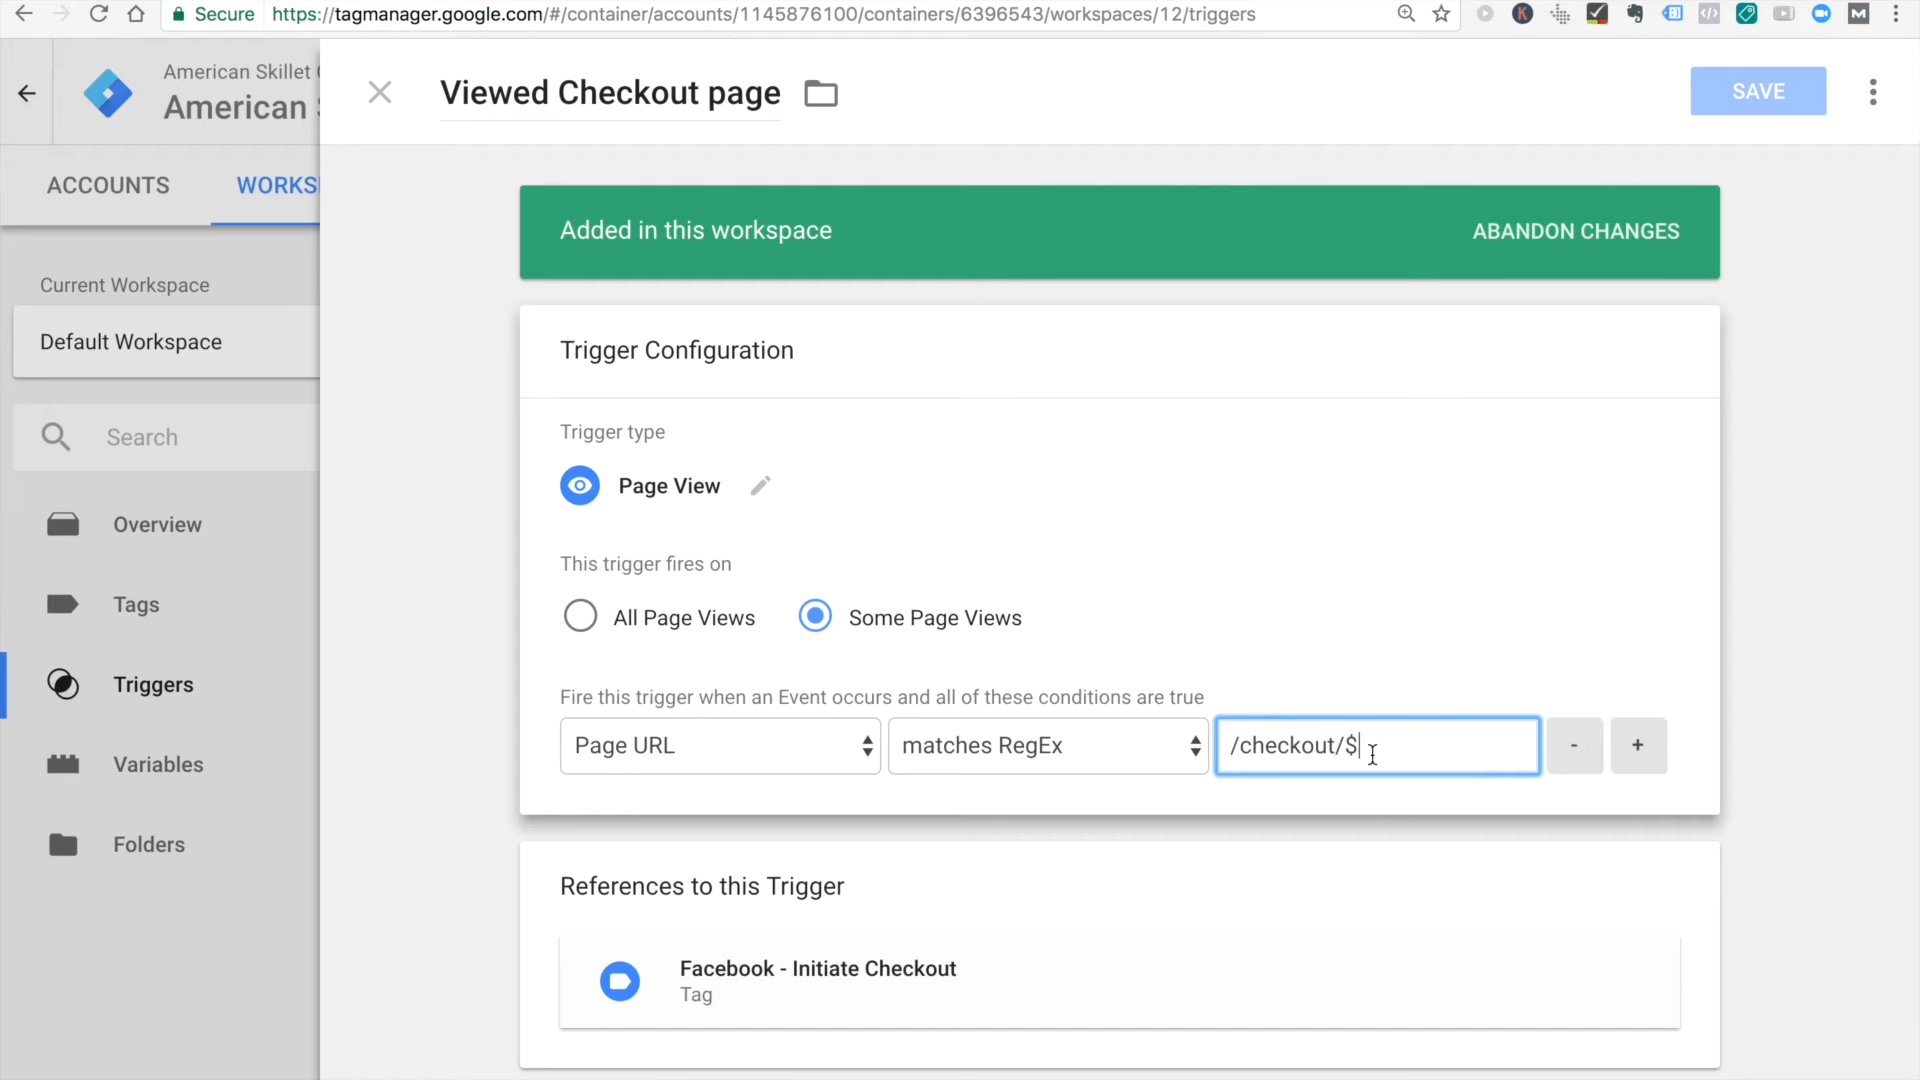 Secure https://tagmanager.google.com/#/container/accounts/1145876100/containers/6396543/workspaces/12/triggers
American Skillet
American
Viewed Checkout page
SAVE
ACCOUNTS
WORKS
Added in this workspace
ABANDON CHANGES
Current Workspace
Default Workspace
Trigger Configuration
Search
Trigger type
Page View
Overview
This trigger fires on
Tags
All Page Views
Some Page Views
Triggers
Fire this trigger when an Event occurs and all of these conditions are true
Page URL
matches RegEx
/checkout/$
-
+
Variables
Folders
References to this Trigger
Facebook - Initiate Checkout
Tag